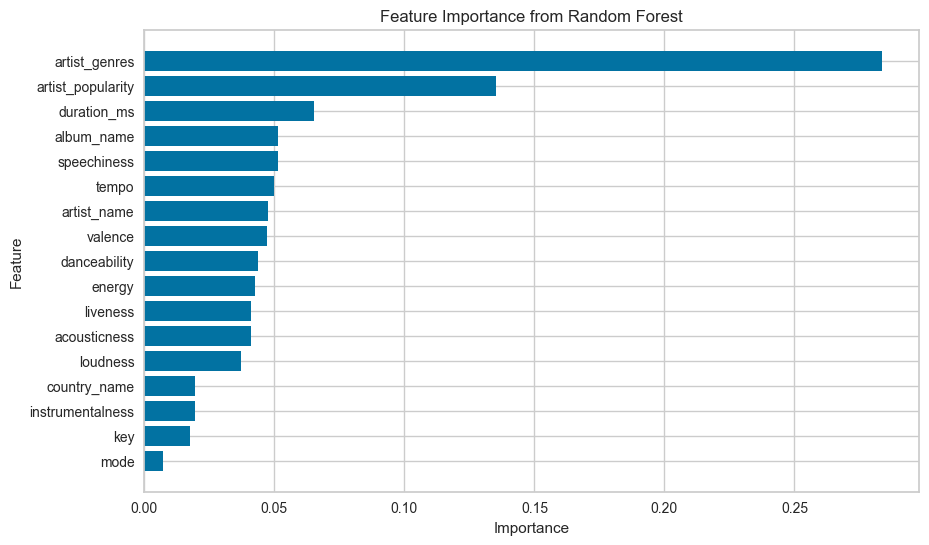 Feature Importance from Random Forest
artist_genres
artist_popularity
duration_ms
album_name
speechiness
tempo
artist_name
valence
danceability
energy
liveness
acousticness
loudness
country_name
instrumentalness
key
mode
Feature
0.00 0.05 0.10 0.15 0.20 0.25
Importance